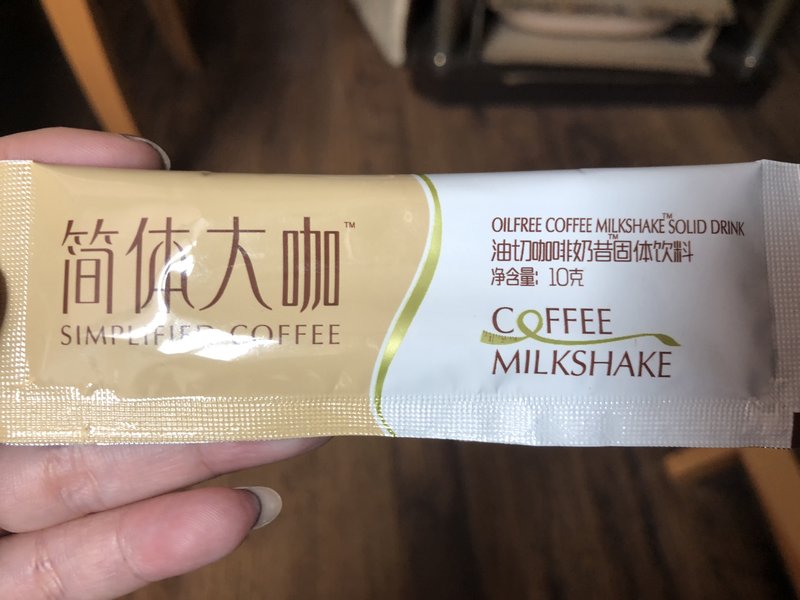 简体大咖™
SIMPLIFIED COFFEE
OILFREE COFFEE MILKSHAKE™ SOLID DRINK
油切咖啡奶昔™固体饮料
净含量: 10克
COFFEE
MILKSHAKE